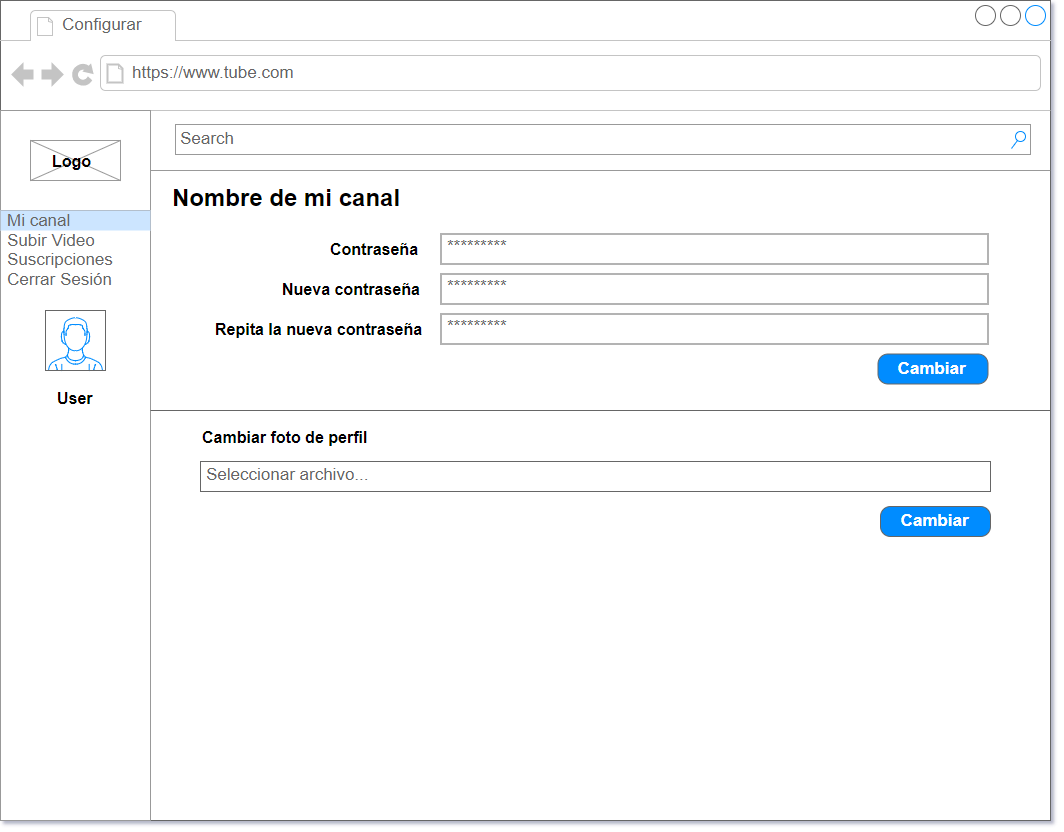 Configurar
https://www.tube.com
Logo
Search
Mi canal
Subir Video
Suscripciones
Cerrar Sesión
User
Nombre de mi canal
Contraseña *********
Nueva contraseña *********
Repita la nueva contraseña *********
Cambiar
Cambiar foto de perfil
Seleccionar archivo...
Cambiar